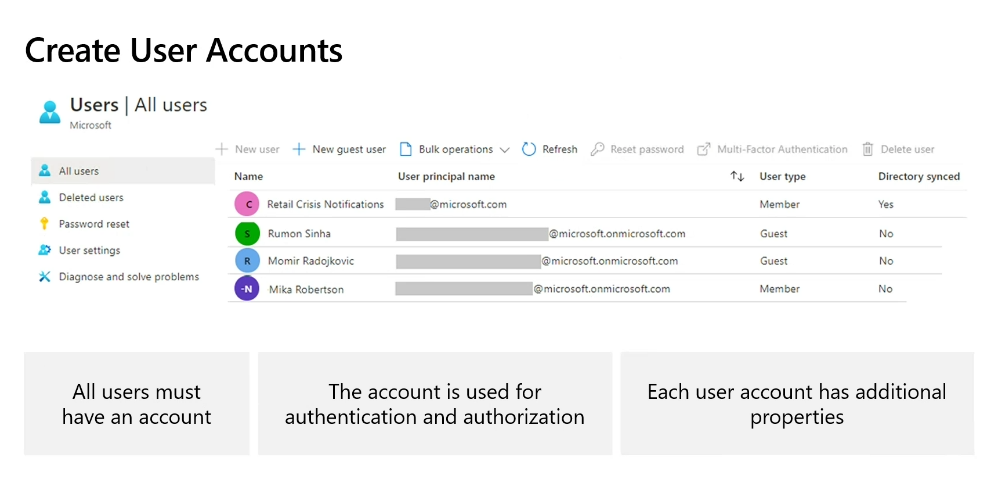 Create User Accounts
Users | All users
Microsoft
New user
New guest user
Bulk operations
Refresh
Reset password
Multi-Factor Authentication
Delete user
All users
Deleted users
Password reset
User settings
Diagnose and solve problems
Name User principal name User type Directory synced
C Retail Crisis Notifications @microsoft.com Member Yes
S Rumon Sinha @microsoft.onmicrosoft.com Guest No
R Momir Radojkovic @microsoft.onmicrosoft.com Guest No
-N Mika Robertson @microsoft.onmicrosoft.com Member No
All users must
have an account
The account is used for
authentication and authorization
Each user account has additional
properties